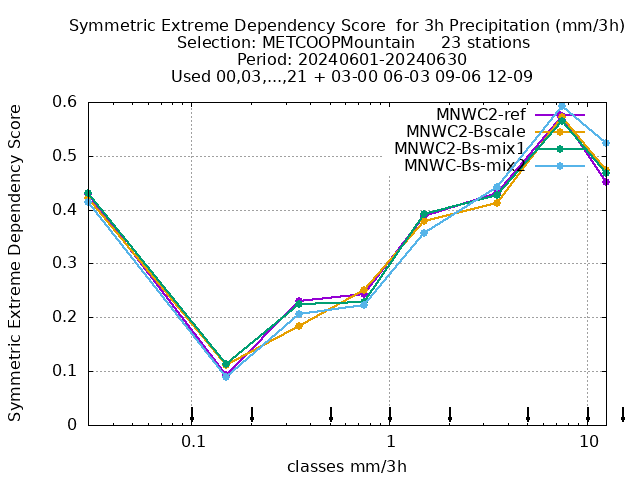 Symmetric Extreme Dependency Score  for 3h Precipitation (mm/3h)
Selection: METCOOPMountain     23 stations
Period: 20240601-20240630
Used 00,03,...,21 + 03-00 06-03 09-06 12-09
Symmetric Extreme Dependency Score
0.6
0.5
0.4
0.3
0.2
0.1
0
MNWC2-ref
MNWC2-Bscale
MNWC2-Bs-mix1
MNWC-Bs-mix2
0.1 1 10
classes mm/3h